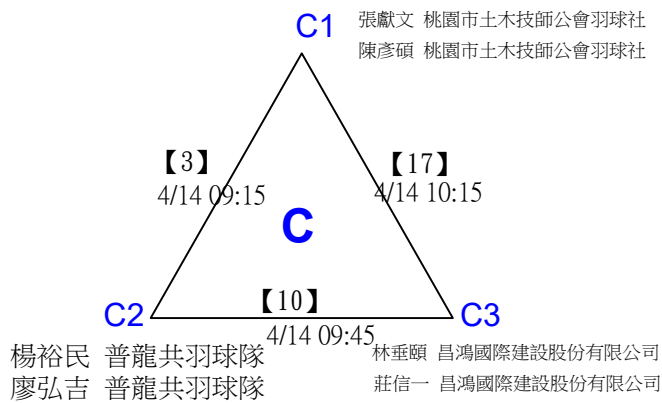 C1
張獻文 桃園市土木技師公會羽球社
陳彥碩 桃園市土木技師公會羽球社
【3】
4/14 09:15
【17】
4/14 10:15
C
【10】
4/14 09:45
C2
C3
楊裕民 普龍共羽球隊
廖弘吉 普龍共羽球隊
林垂頤 昌鴻國際建設股份有限公司
莊信一 昌鴻國際建設股份有限公司